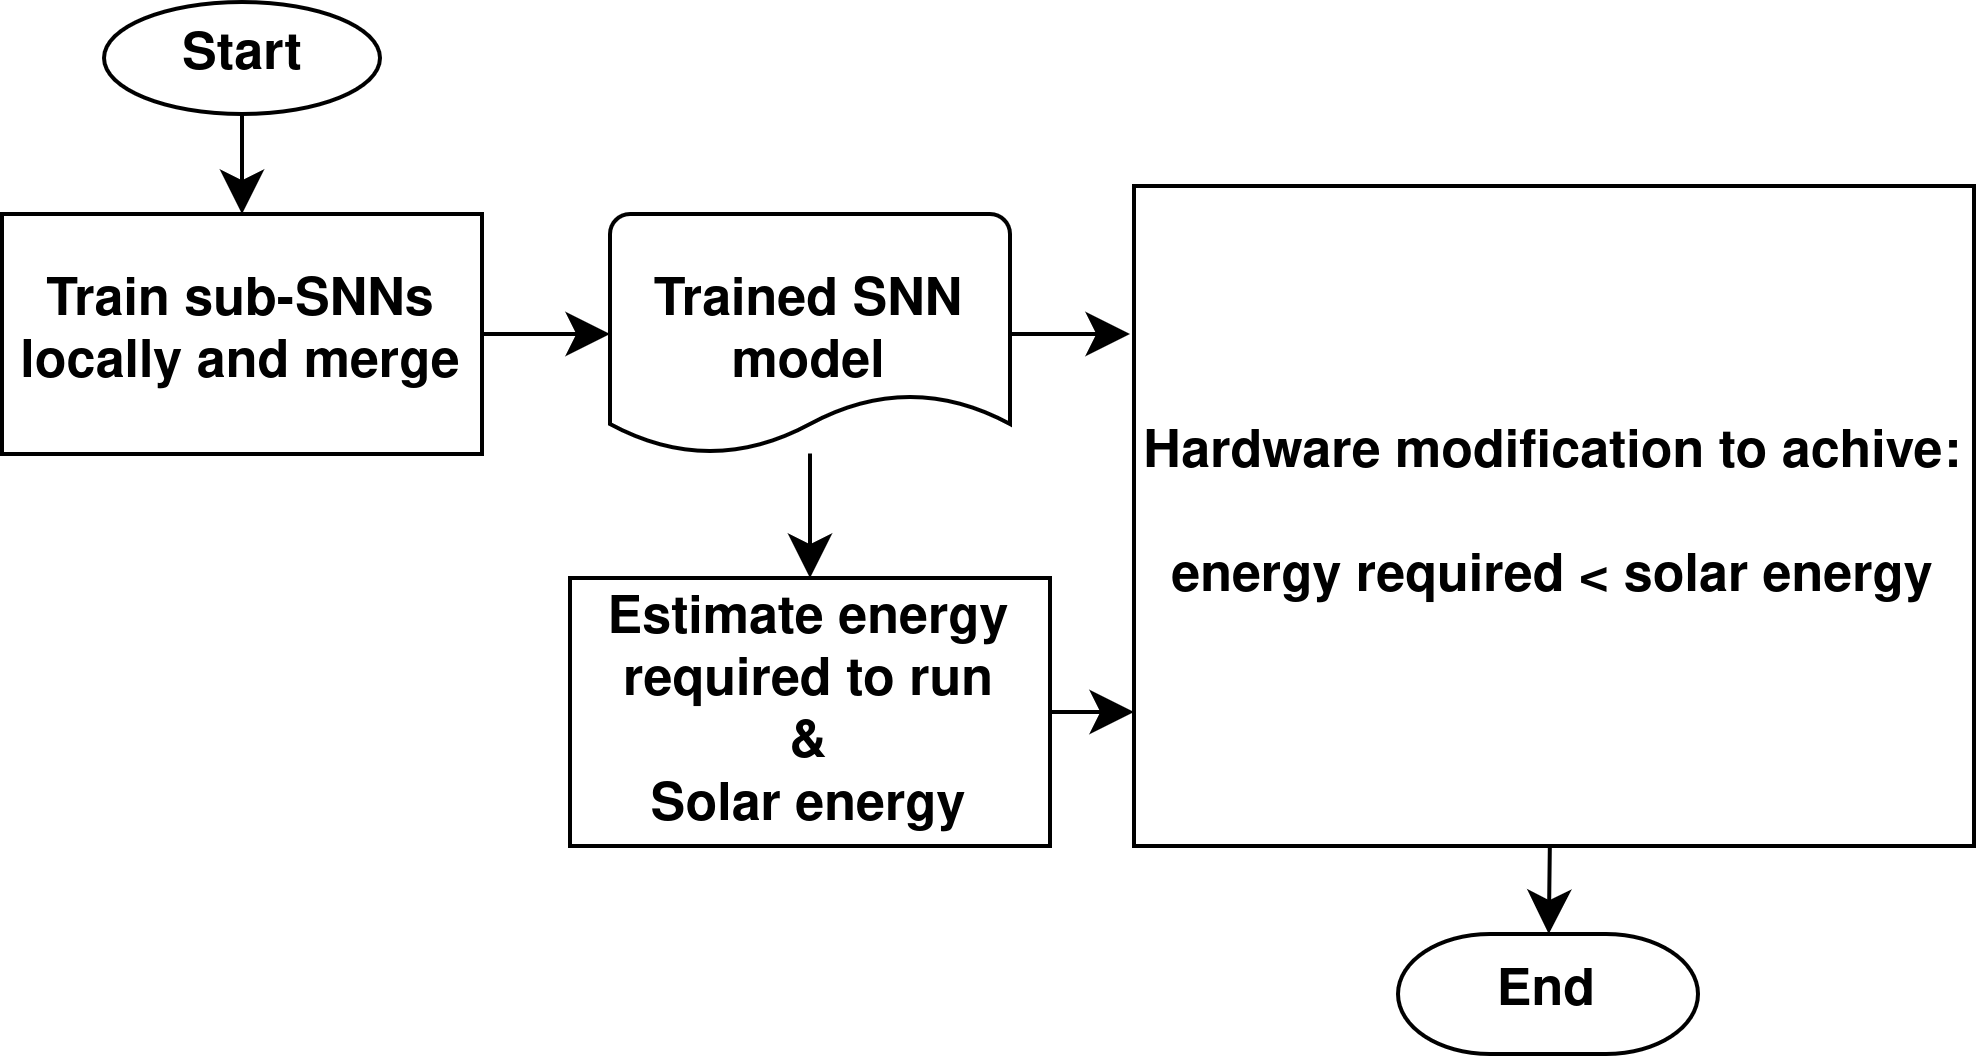 Start
Train sub-SNNs
locally and merge
Trained SNN
model
Estimate energy
required to run
&
Solar energy
Hardware modification to achive:
energy required < solar energy
End